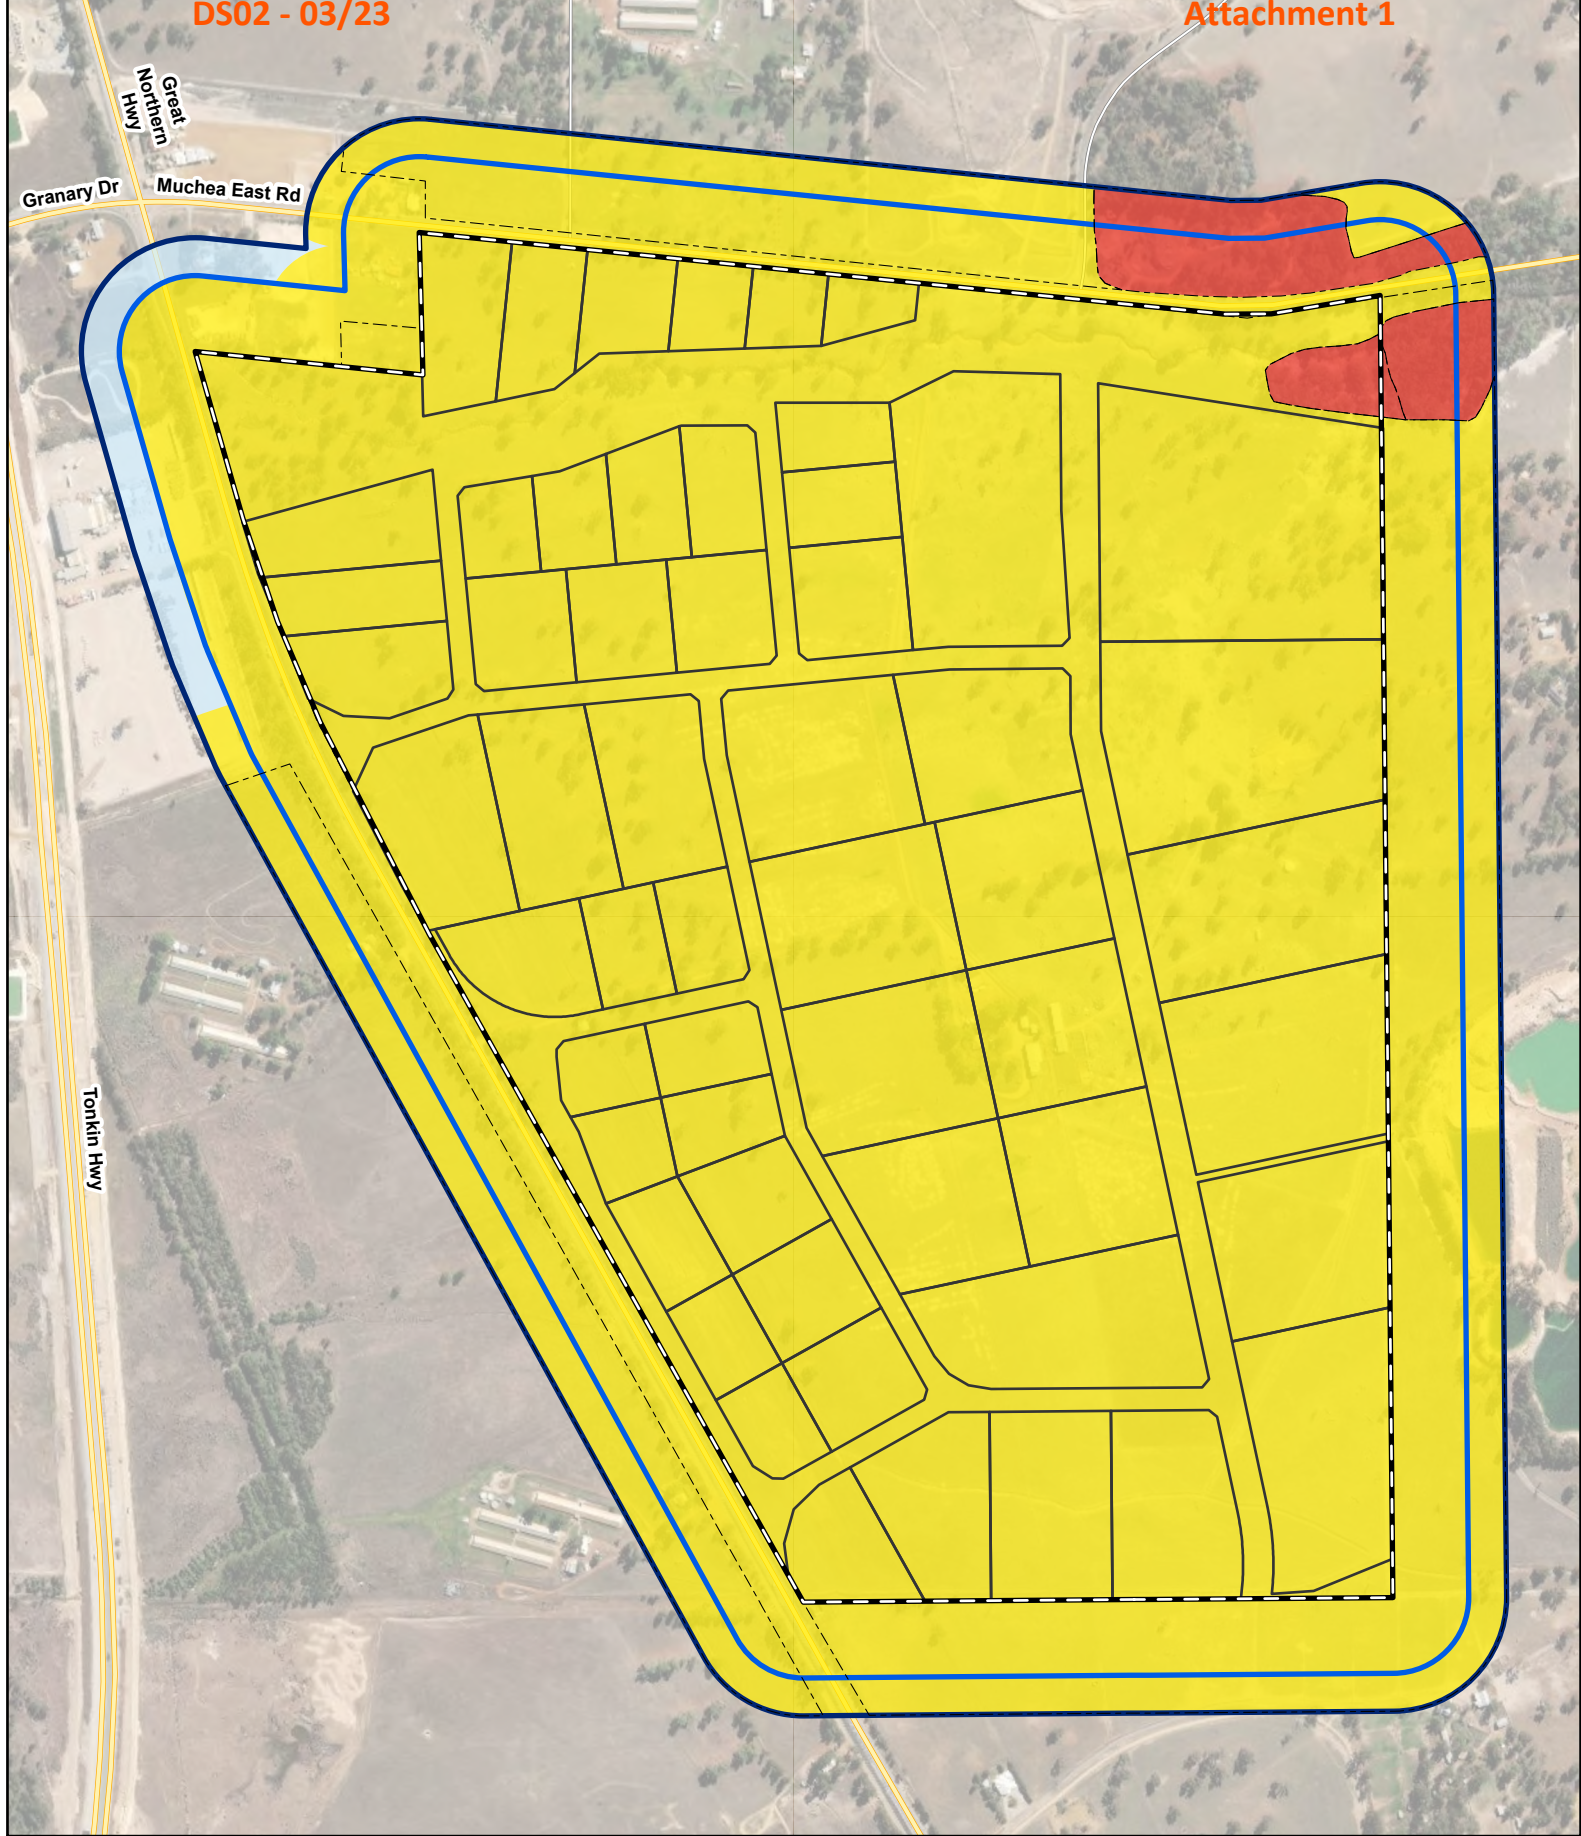 DS02 - 03/23
Attachment 1
Great
Northern
Hwy
Granary Dr
Muchea East Rd
Tonkin Hwy